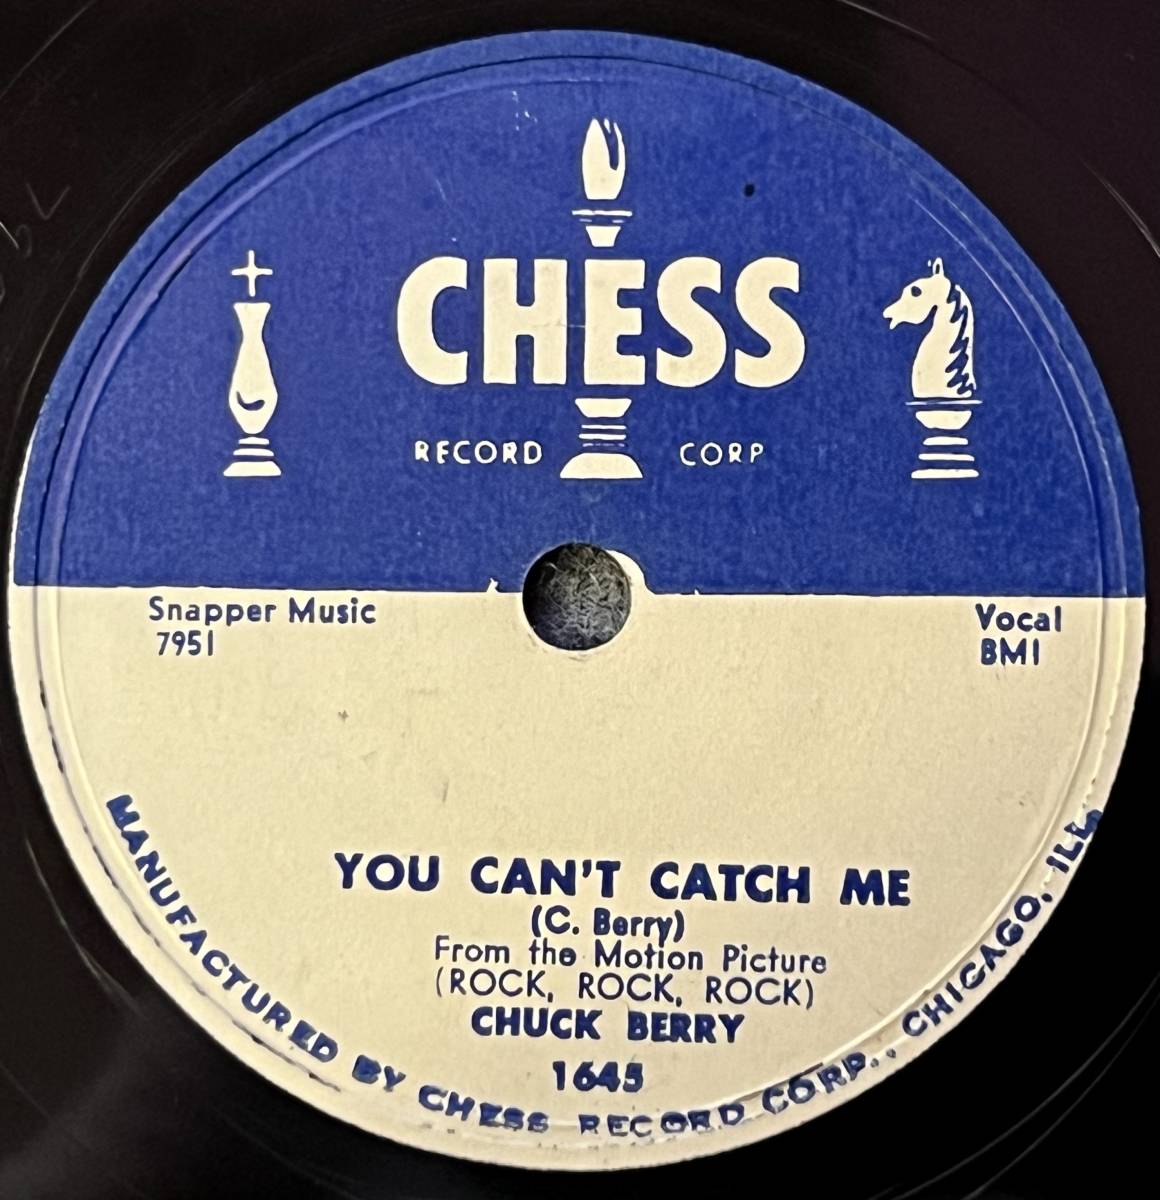 CHESS
RECORD CORP
Snapper Music
7951
Vocal
BMI
YOU CAN'T CATCH ME
(C. Berry)
From the Motion Picture
(ROCK, ROCK, ROCK)
CHUCK BERRY
1645
MANUFACTURED BY CHESS RECORD CORP., CHICAGO, ILL.